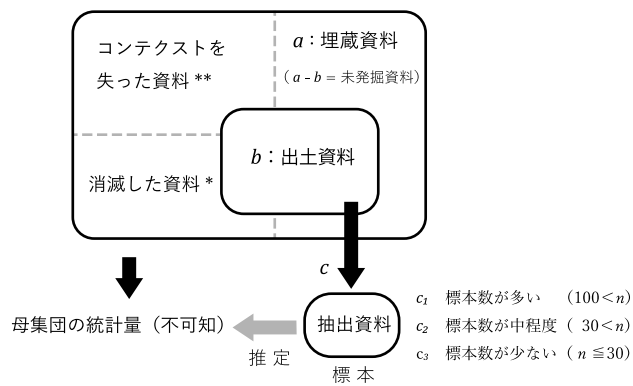 コンテクストを
失った資料 **
a：埋蔵資料
（a - b = 未発掘資料）
b：出土資料
消滅した資料 *
c
母集団の統計量（不可知）
推 定
抽出資料
標 本
c₁ 標本数が多い （100＜n）
c₂ 標本数が中程度（ 30＜n）
c₃ 標本数が少ない（ n ≦30）